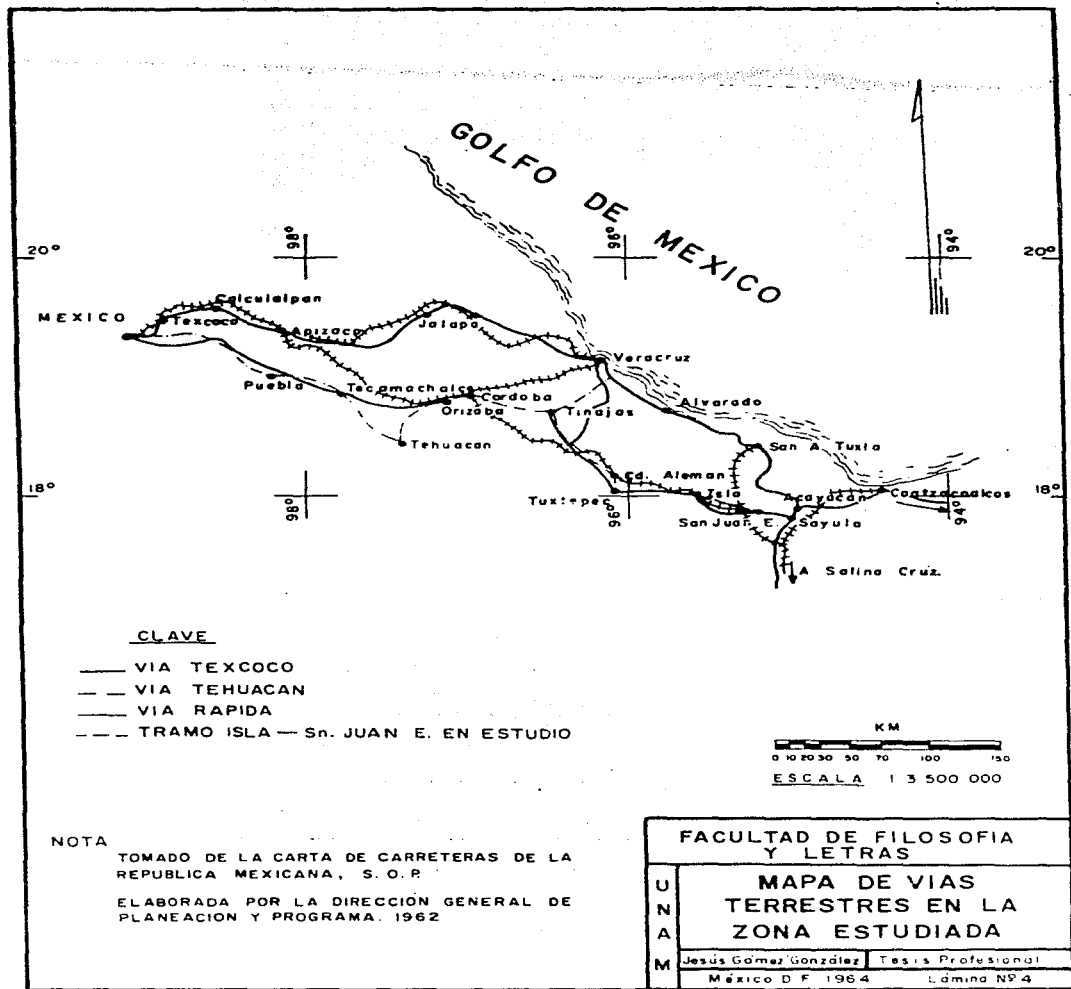 GOLFO DE MEXICO
20°
98°
96°
94°
20°
MEXICO
Calculalpan
Texcoco
Apizaco
Jalapa
Veracruz
Puebla
Tecamachalco
Cordoba
Orizaba
Tinajas
Alvarado
Tehuacan
San A. Tuxta
Cd. Aleman
18°
98°
Tuxtepec
96°
Isla
Acayucan
Coatzacoalcos
94°
18°
San Juan E.
Sayula
A Salina Cruz.
CLAVE
VIA TEXCOCO
VIA TEHUACAN
VIA RAPIDA
TRAMO ISLA — Sn. JUAN E. EN ESTUDIO
KM
0 10 20 30 50 70 100 150
ESCALA 1 3 500 000
NOTA
TOMADO DE LA CARTA DE CARRETERAS DE LA
REPUBLICA MEXICANA, S. O. P.
ELABORADA POR LA DIRECCIÓN GENERAL DE
PLANEACION Y PROGRAMA. 1962
FACULTAD DE FILOSOFIA
Y LETRAS
UNAM
MAPA DE VIAS
TERRESTRES EN LA
ZONA ESTUDIADA
Jesús Gómez González Tesis Profesional
México D F 1964 Lámina Nº 4